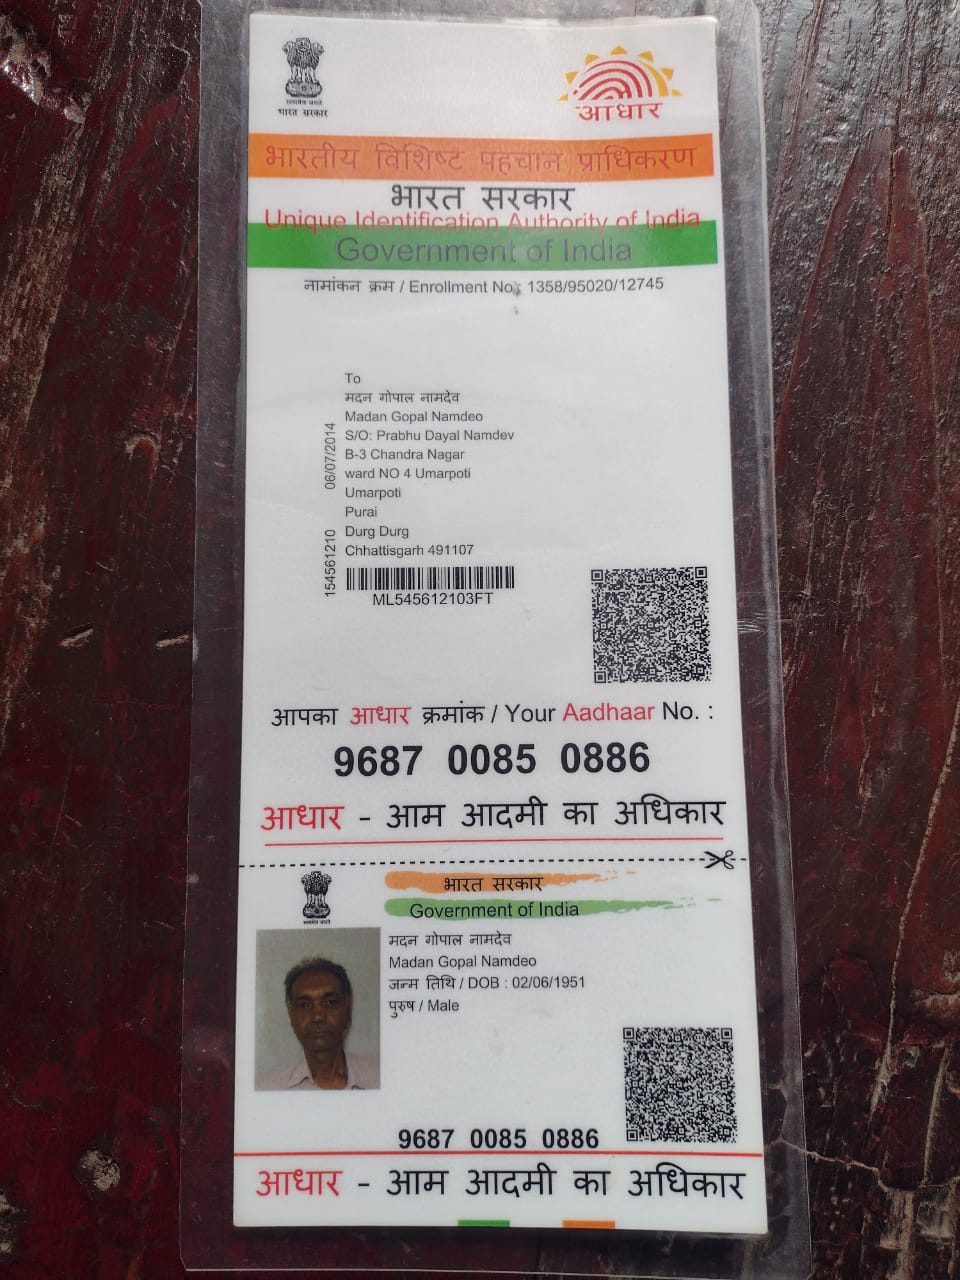 सत्यमेव जयते
भारत सरकार
आधार
भारतीय विशिष्ट पहचान प्राधिकरण
भारत सरकार
Unique Identification Authority of India
Government of India
नामांकन क्रम / Enrollment No.: 1358/95020/12745
To
मदन गोपाल नामदेव
Madan Gopal Namdeo
S/O: Prabhu Dayal Namdev
B-3 Chandra Nagar
ward NO 4 Umarpoti
Umarpoti
Purai
Durg Durg
Chhattisgarh 491107
06/07/2014
154561210
ML545612103FT
आपका आधार क्रमांक / Your Aadhaar No. :
9687 0085 0886
आधार - आम आदमी का अधिकार
सत्यमेव जयते
भारत सरकार
Government of India
मदन गोपाल नामदेव
Madan Gopal Namdeo
जन्म तिथि / DOB : 02/06/1951
पुरुष / Male
9687 0085 0886
आधार - आम आदमी का अधिकार